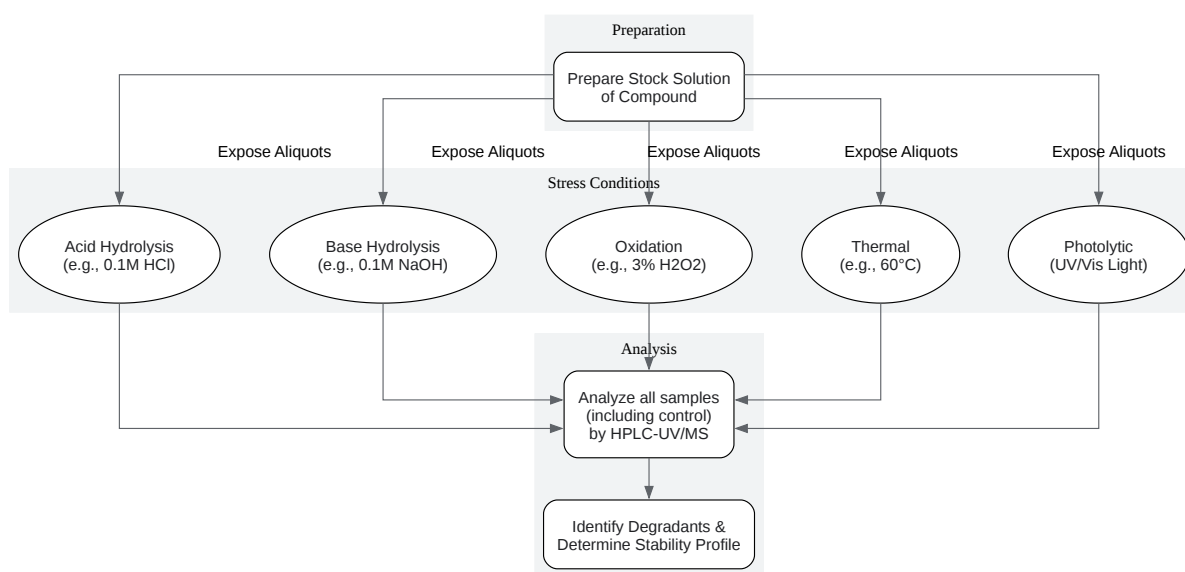 Preparation
Prepare Stock Solution
of Compound
Expose Aliquots
Expose Aliquots
Expose Aliquots
Expose Aliquots
Expose Aliquots
Stress Conditions
Acid Hydrolysis
(e.g., 0.1M HCl)
Base Hydrolysis
(e.g., 0.1M NaOH)
Oxidation
(e.g., 3% H2O2)
Thermal
(e.g., 60°C)
Photolytic
(UV/Vis Light)
Analysis
Analyze all samples
(including control)
by HPLC-UV/MS
Identify Degradants &
Determine Stability Profile